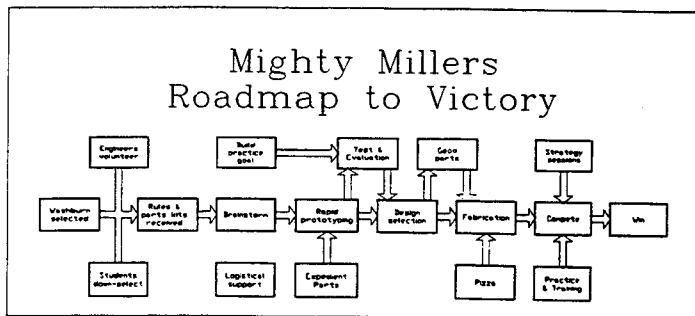 Mighty Millers
Roadmap to Victory
Engineers
volunteer
Build
practice
goal
Test &
Evaluation
parts
Strategy
sessions
Washburn
selected
Rules &
parts kits
received
Brainstorm
Rapid
prototyping
Design
selection
Fabrication
Compete
Win
Students
down-select
Logistical
support
Expedient
Parts
Pizza
Practice
& Training